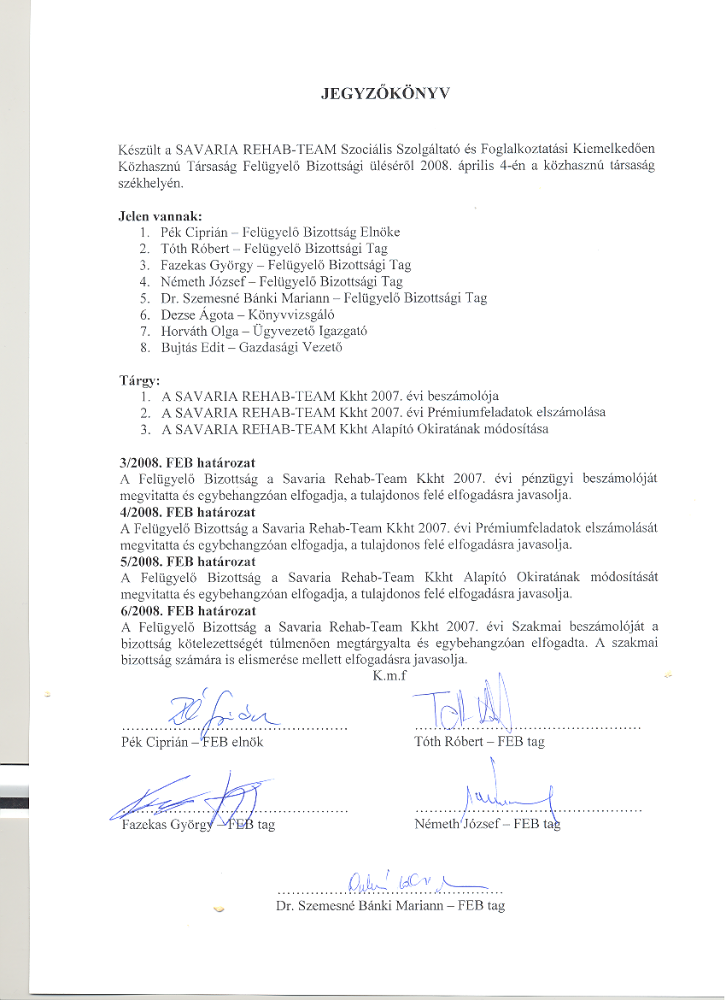 JEGYZŐKÖNYV
Készült a SAVARIA REHAB-TEAM Szociális Szolgáltató és Foglalkoztatási Kiemelkedően
Közhasznú Társaság Felügyelő Bizottsági üléséről 2008. április 4-én a közhasznú társaság
székhelyén.
Jelen vannak:
1. Pék Ciprián – Felügyelő Bizottság Elnöke
2. Tóth Róbert – Felügyelő Bizottsági Tag
3. Fazekas György – Felügyelő Bizottsági Tag
4. Németh József – Felügyelő Bizottsági Tag
5. Dr. Szemesné Bánki Mariann – Felügyelő Bizottsági Tag
6. Dezse Ágota – Könyvvizsgáló
7. Horváth Olga – Ügyvezető Igazgató
8. Bujtás Edit – Gazdasági Vezető
Tárgy:
1. A SAVARIA REHAB-TEAM Kkht 2007. évi beszámolója
2. A SAVARIA REHAB-TEAM Kkht 2007. évi Prémiumfeladatok elszámolása
3. A SAVARIA REHAB-TEAM Kkht Alapító Okiratának módosítása
3/2008. FEB határozat
A Felügyelő Bizottság a Savaria Rehab-Team Kkht 2007. évi pénzügyi beszámolóját
megvitatta és egybehangzóan elfogadja, a tulajdonos felé elfogadásra javasolja.
4/2008. FEB határozat
A Felügyelő Bizottság a Savaria Rehab-Team Kkht 2007. évi Prémiumfeladatok elszámolását
megvitatta és egybehangzóan elfogadja, a tulajdonos felé elfogadásra javasolja.
5/2008. FEB határozat
A Felügyelő Bizottság a Savaria Rehab-Team Kkht Alapító Okiratának módosítását
megvitatta és egybehangzóan elfogadja, a tulajdonos felé elfogadásra javasolja.
6/2008. FEB határozat
A Felügyelő Bizottság a Savaria Rehab-Team Kkht 2007. évi Szakmai beszámolóját a
bizottság kötelezettségét túlmenően megtárgyalta és egybehangzóan elfogadta. A szakmai
bizottság számára is elismerése mellett elfogadásra javasolja.
K.m.f
Pék Ciprián – FEB elnök
Tóth Róbert – FEB tag
Fazekas György – FEB tag
Németh József – FEB tag
Dr. Szemesné Bánki Mariann – FEB tag